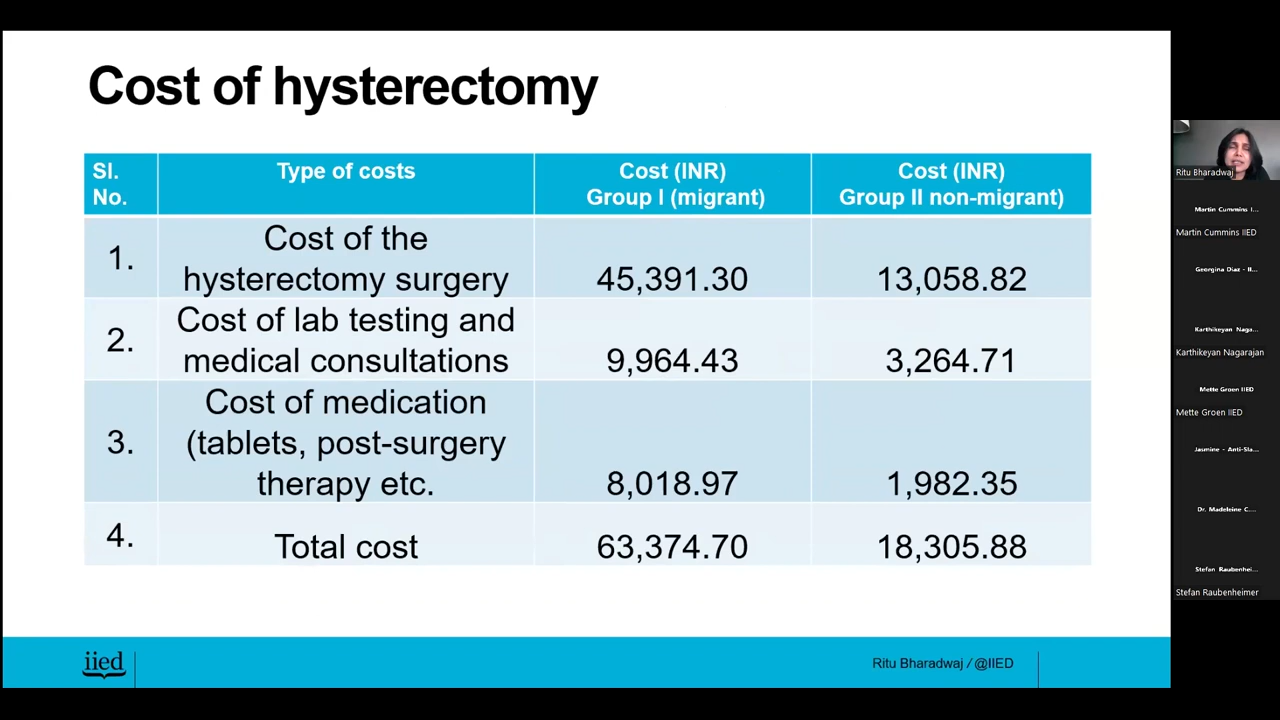 Cost of hysterectomy
Sl.
No.
Type of costs
Cost (INR)
Group I (migrant)
Cost (INR)
Group II non-migrant)
1.
Cost of the
hysterectomy surgery
45,391.30
13,058.82
2.
Cost of lab testing and
medical consultations
9,964.43
3,264.71
3.
Cost of medication
(tablets, post-surgery
therapy etc.
8,018.97
1,982.35
4.
Total cost
63,374.70
18,305.88
iied
Ritu Bharadwaj / @IIED
Ritu Bharadwaj
Martin Cummins I...
Martin Cummins IIED
Georgina Diaz - II...
Karthikeyan Naga...
Karthikeyan Nagarajan
Mette Groen IIED
Mette Groen IIED
Jasmine - Anti-Sla...
Dr. Madeleine C....
Stefan Raubenhei...
Stefan Raubenheimer